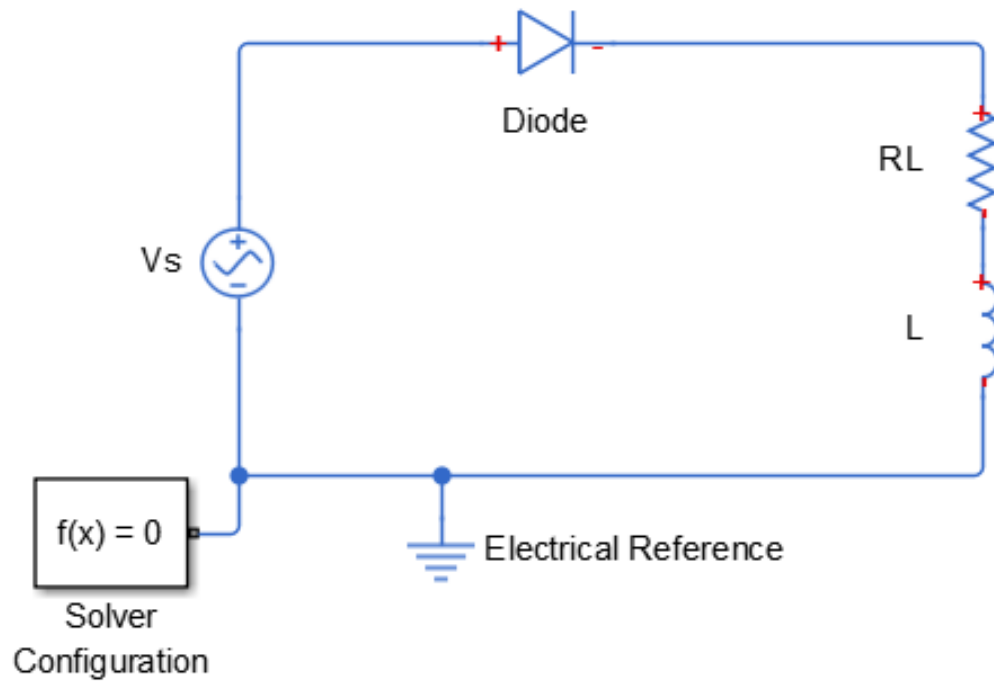 Diode
RL
Vs
L
f(x) = 0
Electrical Reference
Solver
Configuration